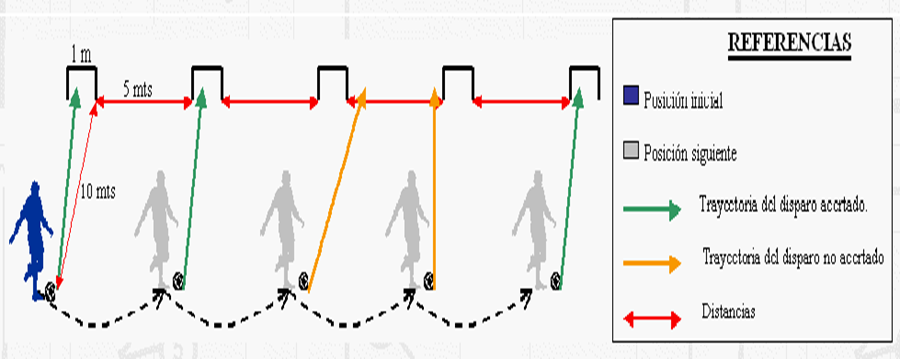 1 m
5 mts
10 mts
REFERENCIAS
Posición inicial
Posición siguiente
Trayectoria del disparo acertado.
Trayectoria del disparo no acertado
Distancias